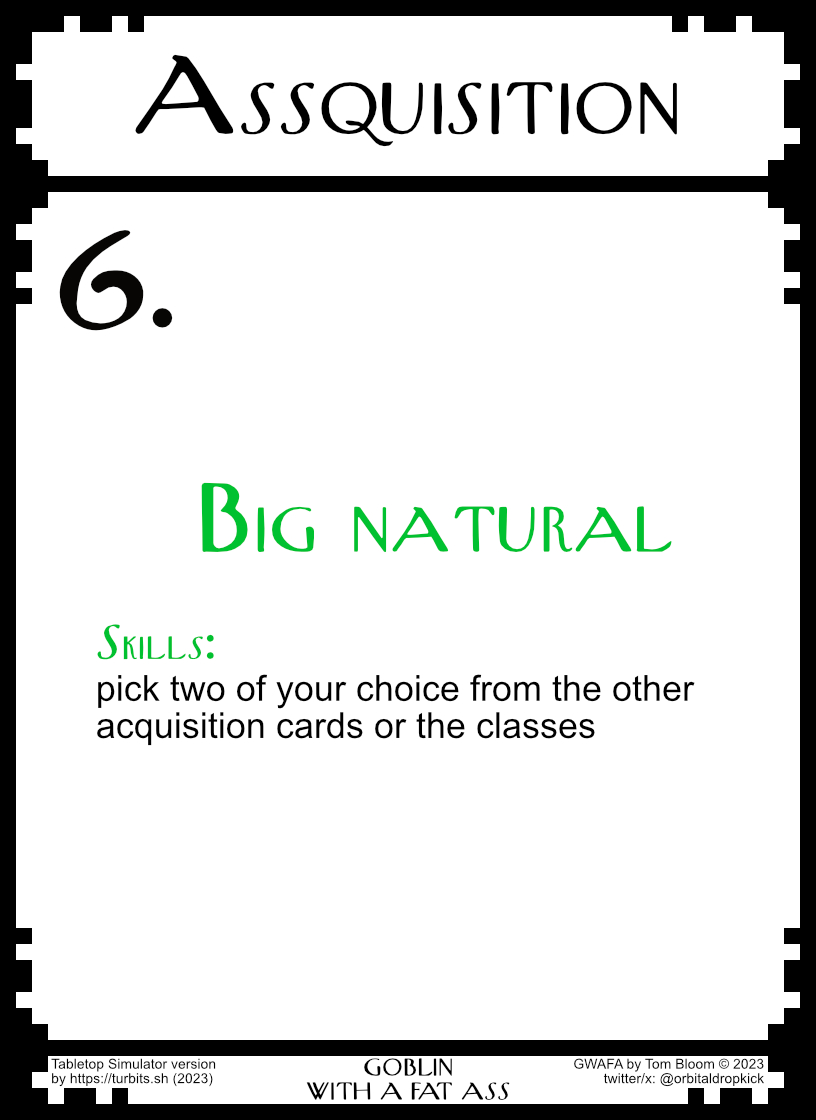 Assquisition
6.
Big natural
Skills:
pick two of your choice from the other
acquisition cards or the classes
Tabletop Simulator version
by https://turbits.sh (2023)
GOBLIN
WITH A FAT ASS
GWAFA by Tom Bloom © 2023
twitter/x: @orbitaldropkick